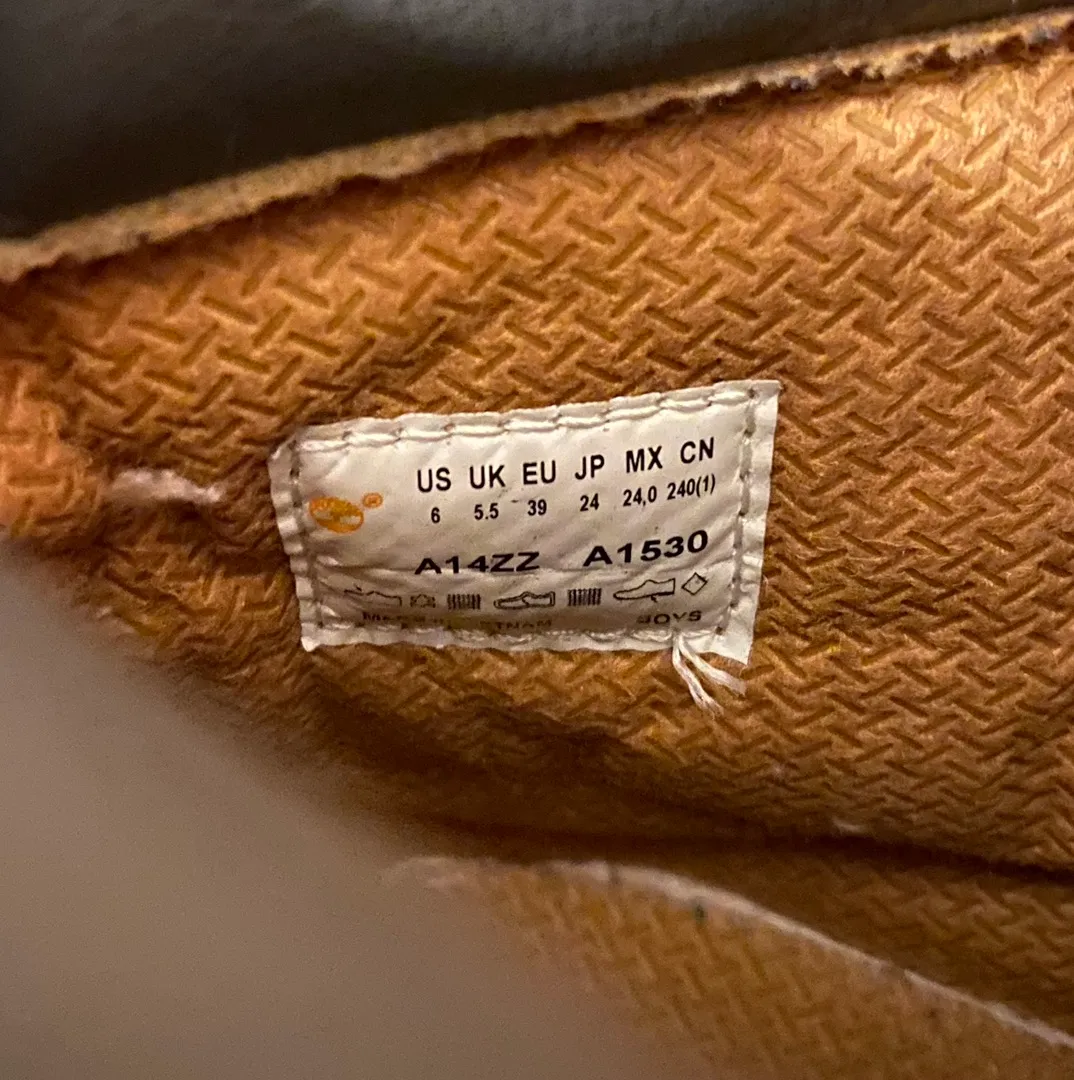 US UK EU JP MX CN
6 5.5 39 24 24,0 240(1)
®
A14ZZ A1530
BOYS